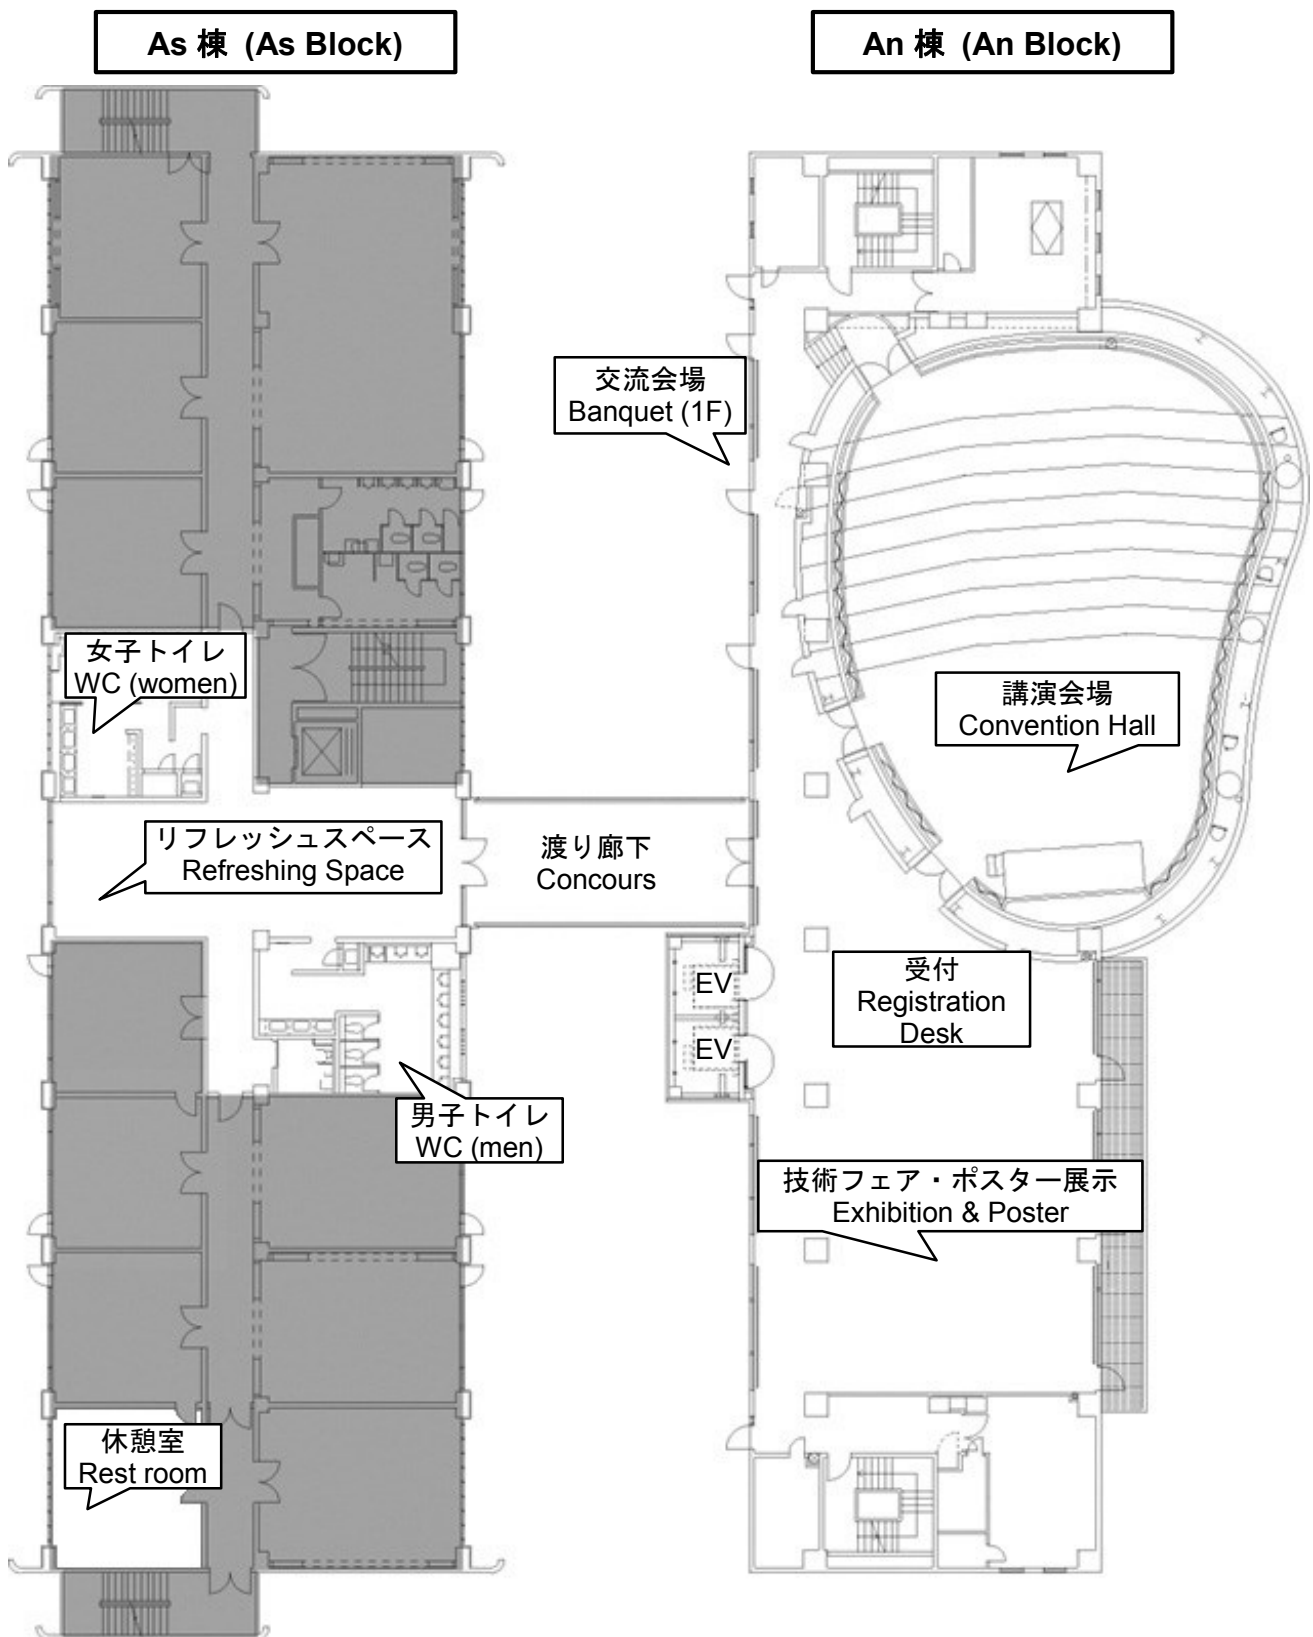 As 棟 (As Block)
An 棟 (An Block)
交流会場
Banquet (1F)
女子トイレ
WC (women)
講演会場
Convention Hall
リフレッシュスペース
Refreshing Space
渡り廊下
Concours
EV
EV
受付
Registration
Desk
男子トイレ
WC (men)
技術フェア・ポスター展示
Exhibition & Poster
休憩室
Rest room